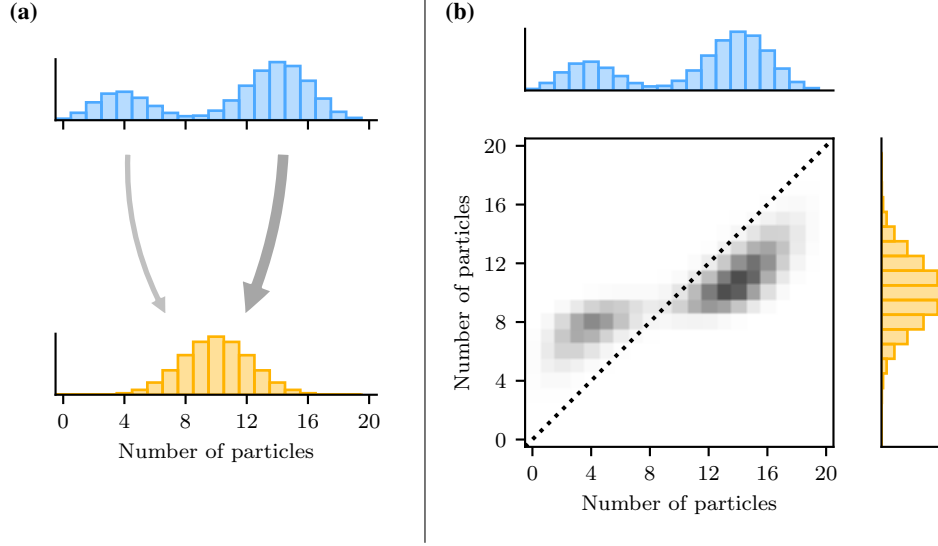 (a)
0 4 8 12 16 20
Number of particles
(b)
20
16
12
8
4
0
Number of particles
0 4 8 12 16 20
Number of particles